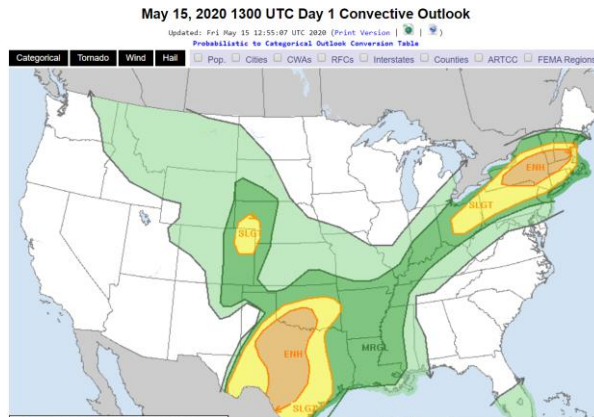 May 15, 2020 1300 UTC Day 1 Convective Outlook
Updated: Fri May 15 12:55:07 UTC 2020 (Print Version | | )
Probabilistic to Categorical Outlook Conversion Table
Categorical Tornado Wind Hail Pop. Cities CWAs RFCs Interstates Counties ARTCC FEMA Regions
ENH
SLGT
SLGT
MRGL
ENH
SLGT